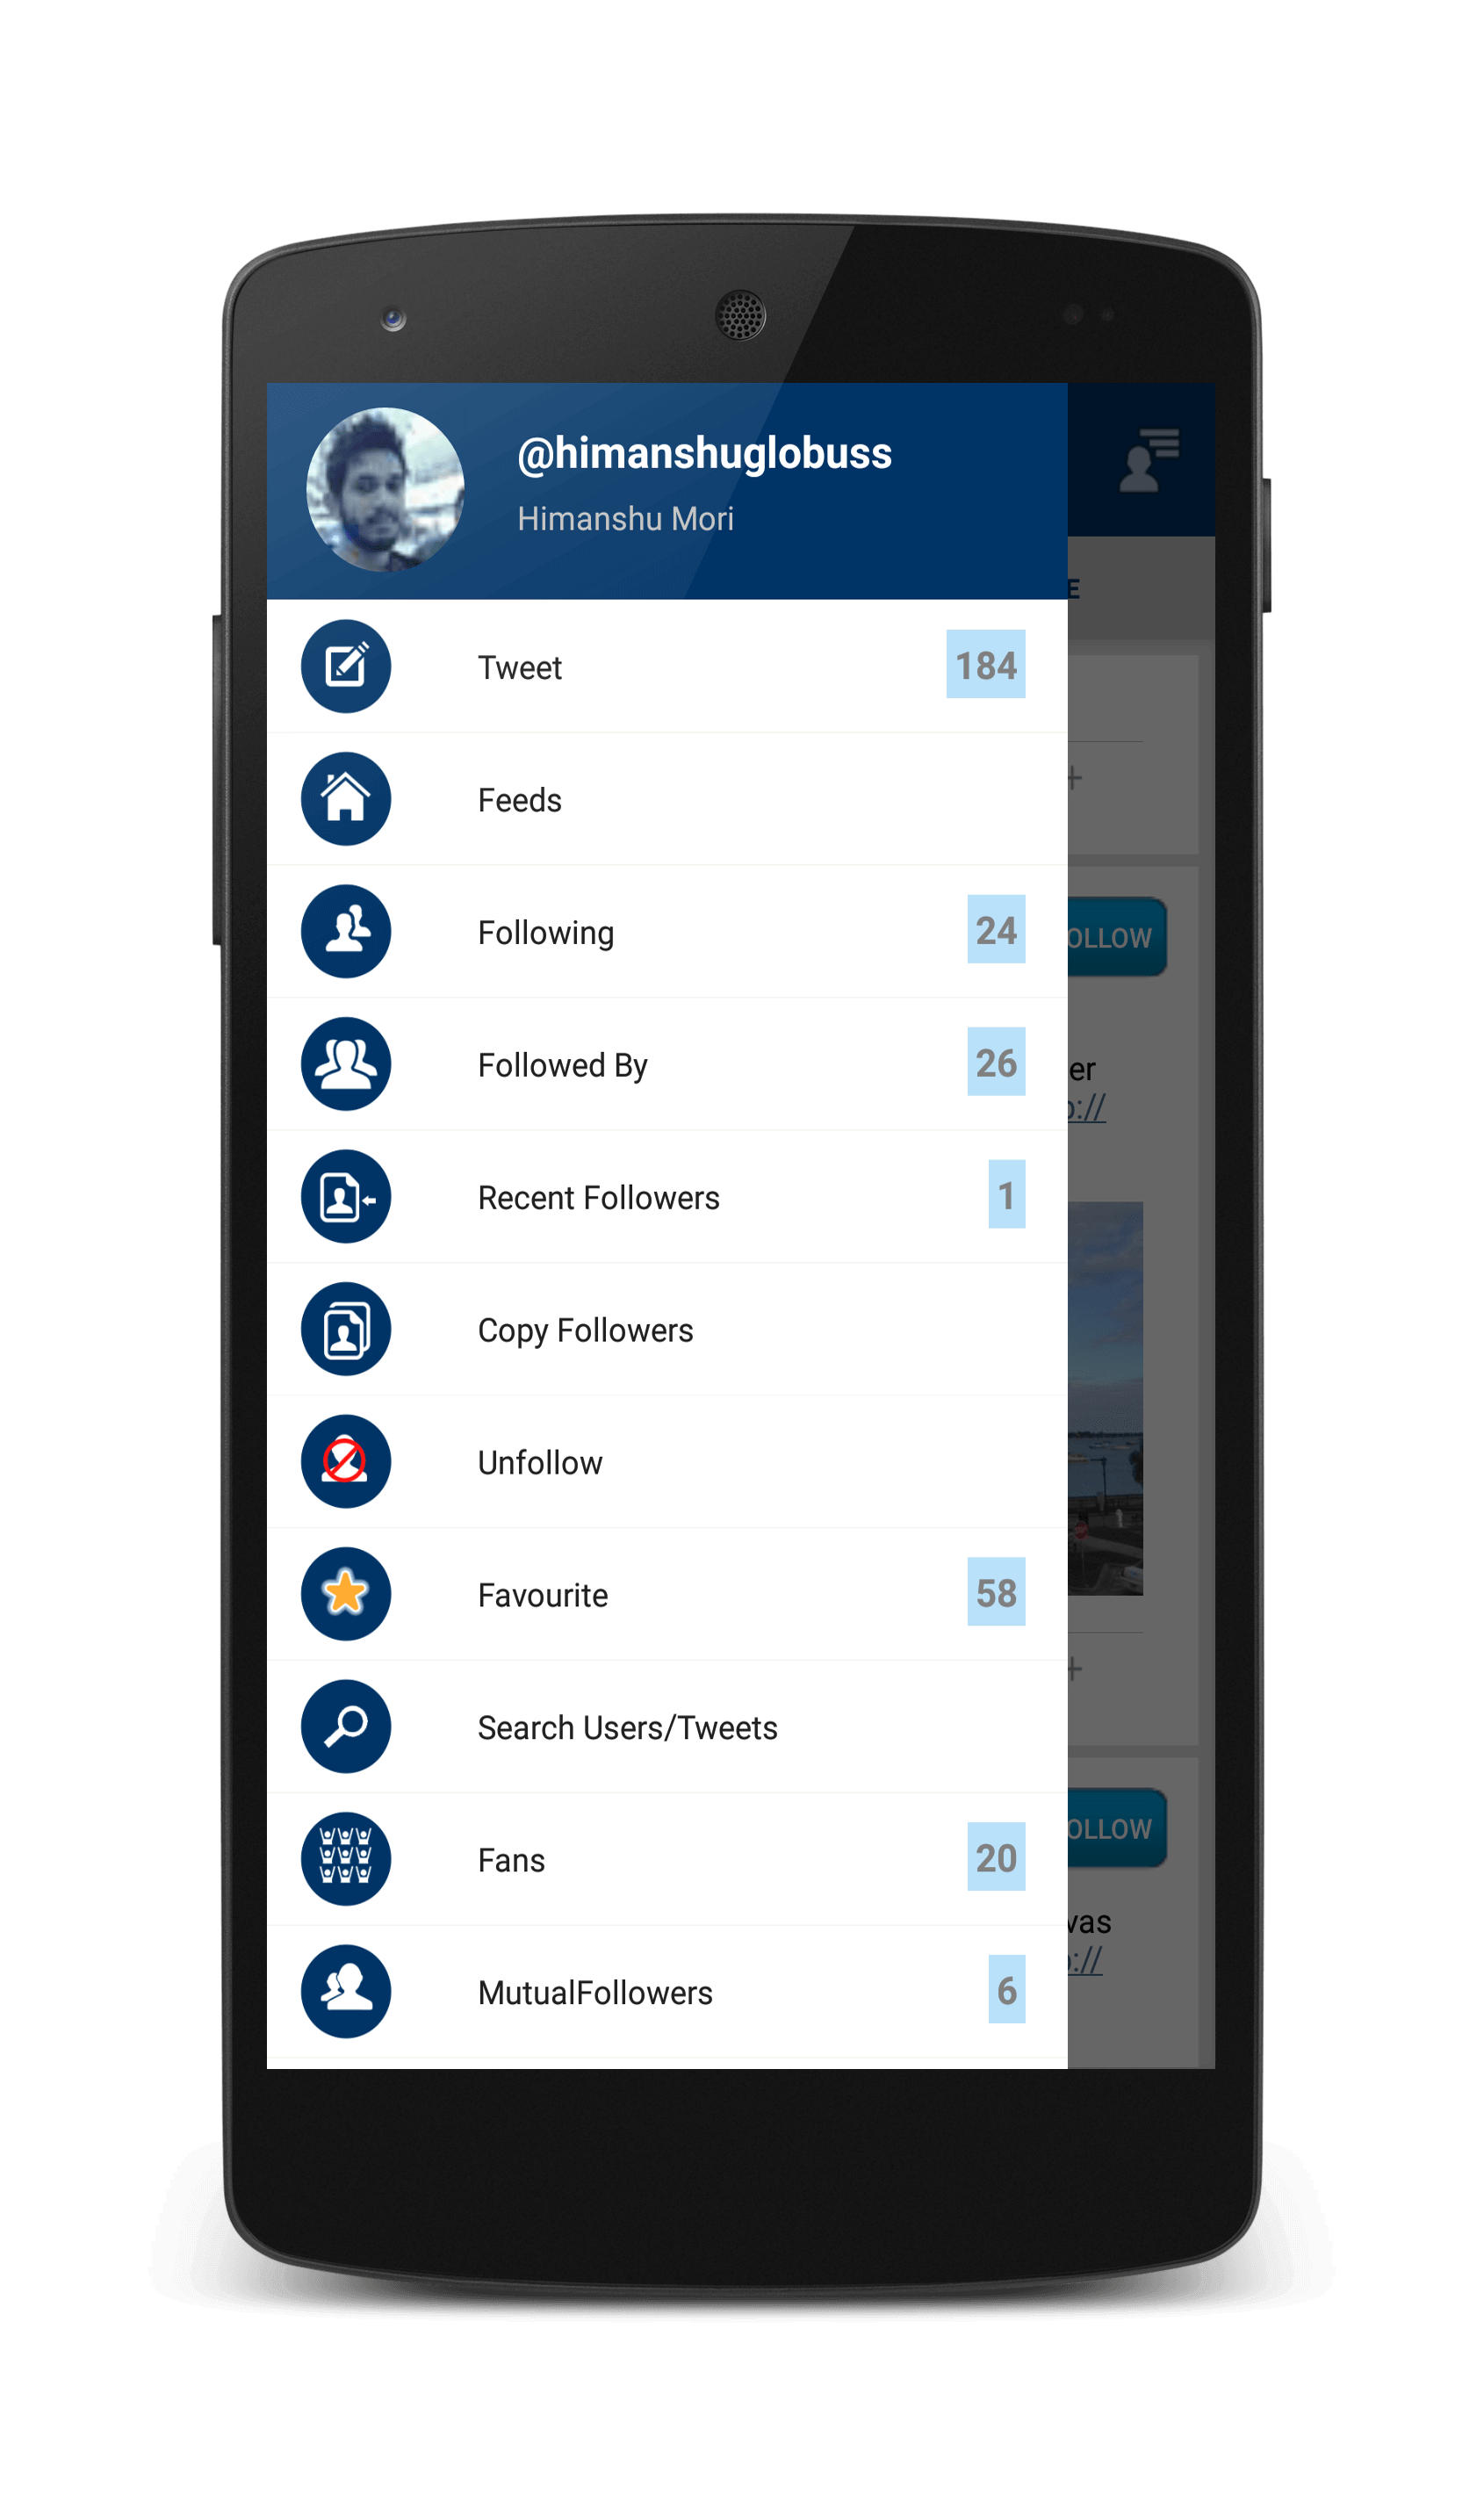 @himanshuglobuss
Himanshu Mori
E
Tweet 184
Feeds
Following 24
OLLOW
Followed By 26
er
://
Recent Followers 1
Copy Followers
Unfollow
Favourite 58
Search Users/Tweets
Fans 20
OLLOW
vas
://
MutualFollowers 6